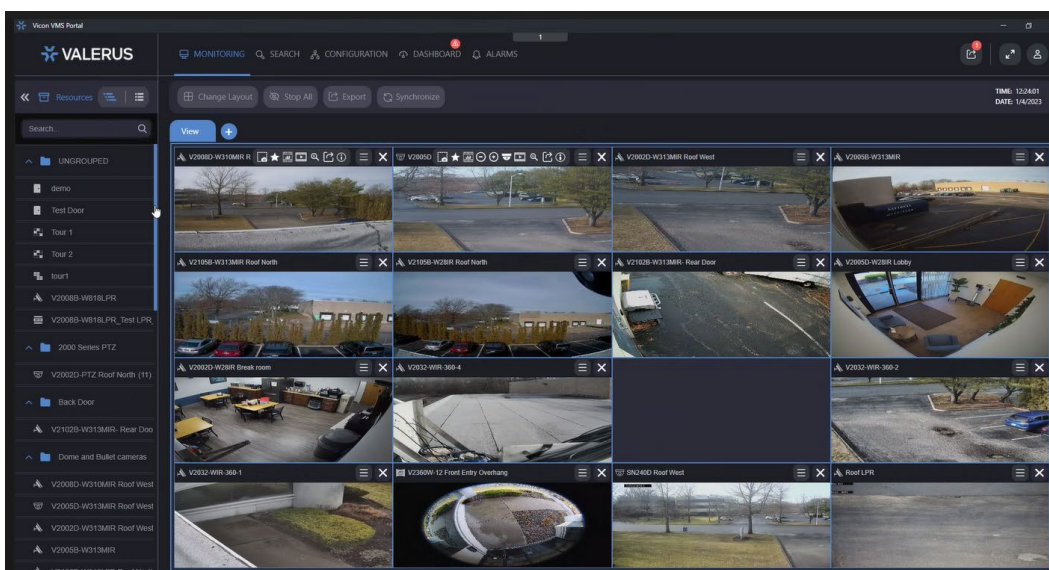 Vicon VMS Portal
VALERUS
MONITORING
SEARCH
CONFIGURATION
DASHBOARD
ALARMS
1
1
Resources
Change Layout
Stop All
Export
Synchronize
TIME: 12:24:01
DATE: 1/4/2023
Search...
View
UNGROUPED
demo
Test Door
Tour 1
Tour 2
tour1
V2008B-W818LPR
V2008B-W818LPR_Test LPR_
2000 Series PTZ
V2002D-PTZ Roof North (11)
Back Door
V2102B-W313MIR- Rear Doo
Dome and Bullet cameras
V2008D-W310MIR Roof West
V2005D-W313MIR Roof West
V2002D-W313MIR Roof West
V2005B-W313MIR
V2008D-W310MIR R
V2005D
V2002D-W313MIR Roof West
V2005B-W313MIR
V2105B-W313MIR Roof North
V2105B-W28IR Roof North
V2102B-W313MIR- Rear Door
V2005D-W28IR Lobby
V2002D-W28IR Break room
V2032-WIR-360-4
V2032-WIR-360-2
V2032-WIR-360-1
V2360W-12 Front Entry Overhang
SN240D Roof West
Roof LPR